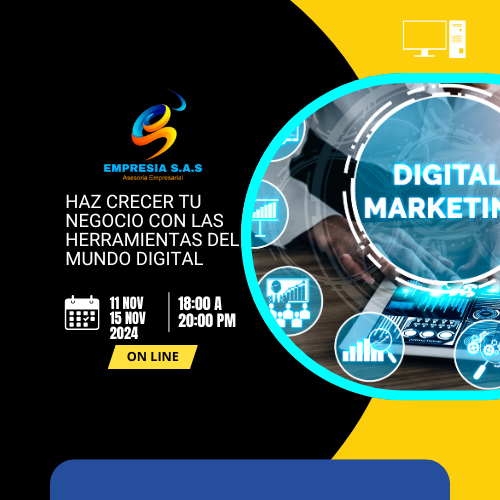 EMPRESIA S.A.S
Asesoría Empresarial
HAZ CRECER TU
NEGOCIO CON LAS
HERRAMIENTAS DEL
MUNDO DIGITAL
11 NOV
15 NOV
2024
18:00 A
20:00 PM
ON LINE
DIGITAL
MARKETIN